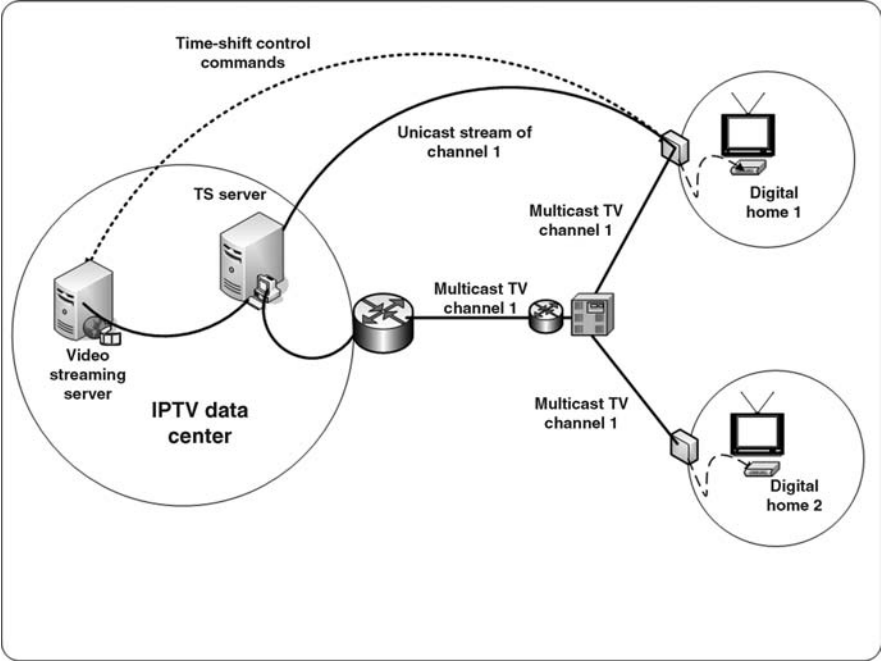 Time-shift control
commands
Unicast stream of
channel 1
TS server
Digital
home 1
Multicast TV
channel 1
Multicast TV
channel 1
Video
streaming
server
IPTV data
center
Multicast TV
channel 1
Digital
home 2